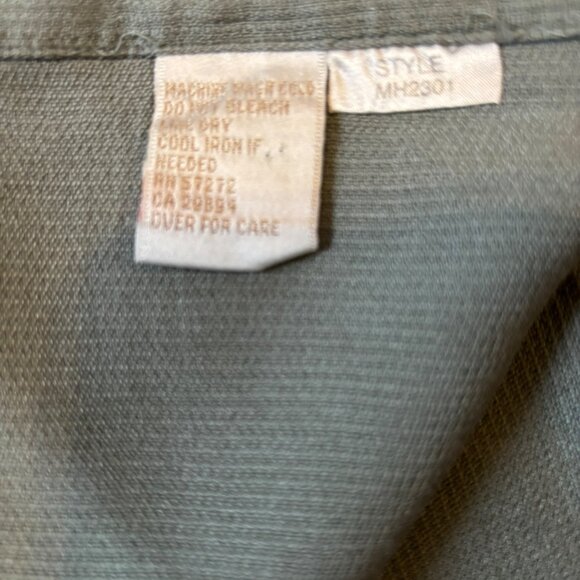 MACHINE WASH COLD
DO NOT BLEACH
LINE DRY
COOL IRON IF
NEEDED
RN 57272
CA
OVER FOR CARE
STYLE
MH2301